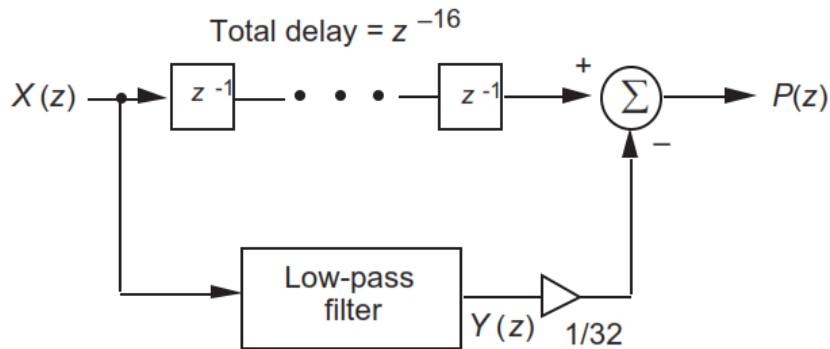 Total delay = z⁻¹⁶
X(z)
z⁻¹
z⁻¹
+
Σ
P(z)
–
Low-pass
filter
Y(z)
1/32